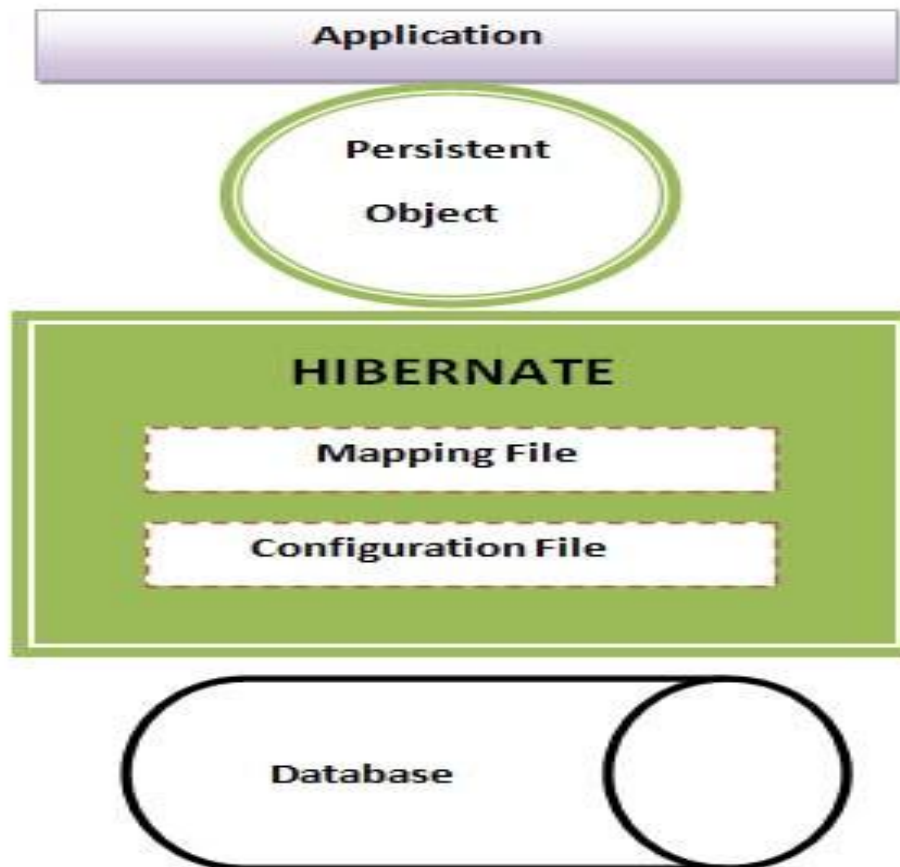 Application
Persistent
Object
HIBERNATE
Mapping File
Configuration File
Database